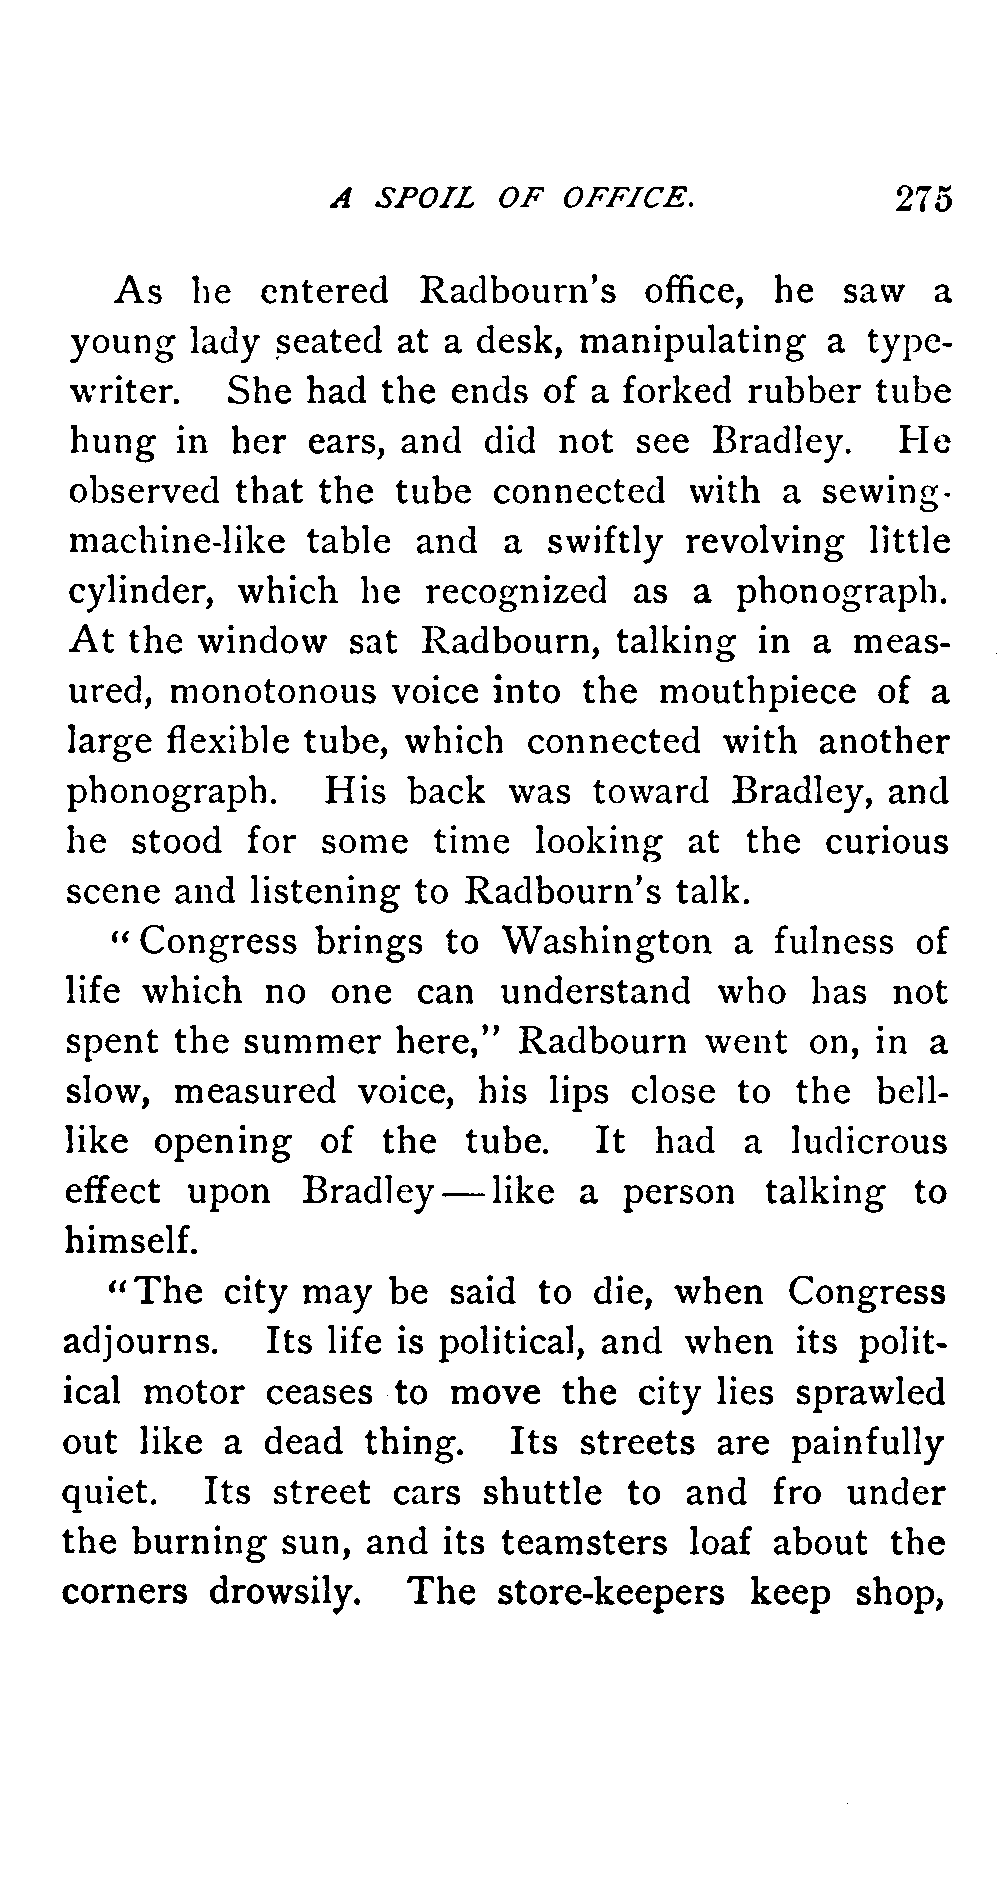 A SPOIL OF OFFICE. 275
As he entered Radbourn's office, he saw a
young lady seated at a desk, manipulating a type-
writer. She had the ends of a forked rubber tube
hung in her ears, and did not see Bradley. He
observed that the tube connected with a sewing-
machine-like table and a swiftly revolving little
cylinder, which he recognized as a phonograph.
At the window sat Radbourn, talking in a meas-
ured, monotonous voice into the mouthpiece of a
large flexible tube, which connected with another
phonograph. His back was toward Bradley, and
he stood for some time looking at the curious
scene and listening to Radbourn's talk.
"Congress brings to Washington a fulness of
life which no one can understand who has not
spent the summer here," Radbourn went on, in a
slow, measured voice, his lips close to the bell-
like opening of the tube. It had a ludicrous
effect upon Bradley—like a person talking to
himself.
"The city may be said to die, when Congress
adjourns. Its life is political, and when its polit-
ical motor ceases to move the city lies sprawled
out like a dead thing. Its streets are painfully
quiet. Its street cars shuttle to and fro under
the burning sun, and its teamsters loaf about the
corners drowsily. The store-keepers keep shop,